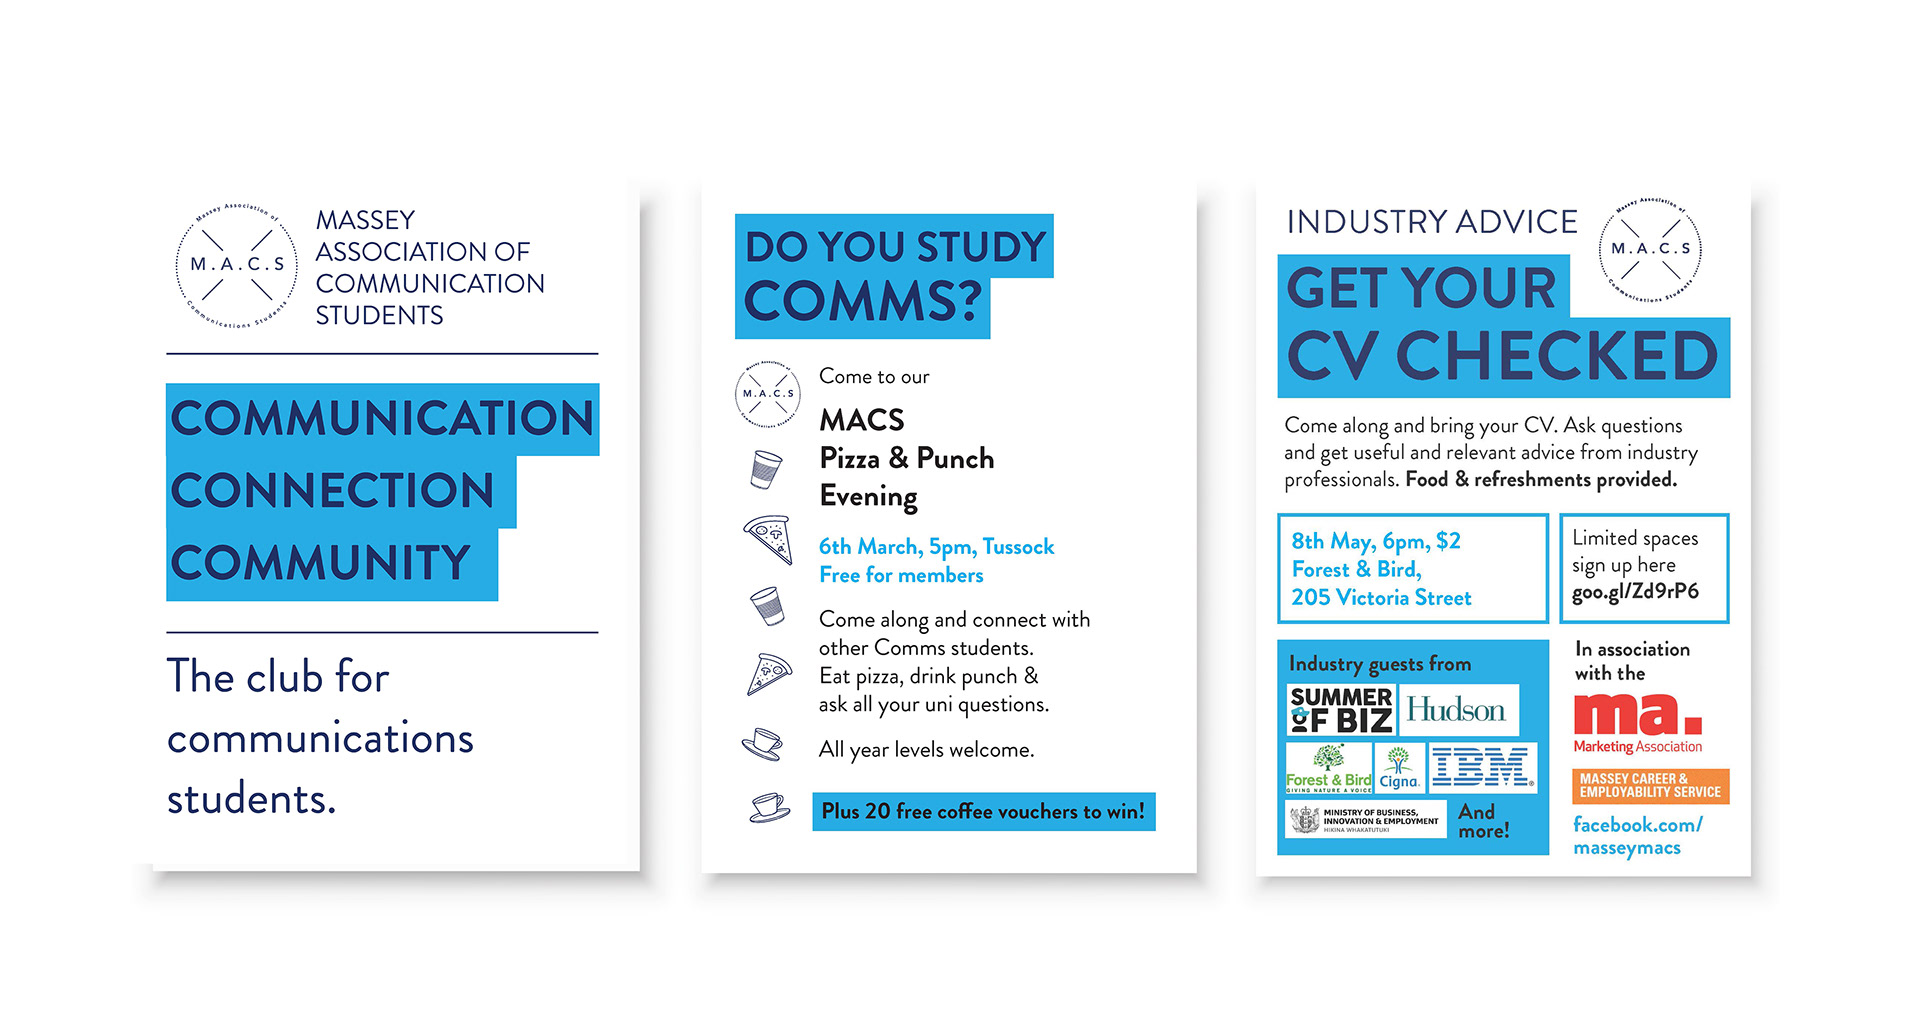 Massey Association of
M.A.C.S
Communications Students
MASSEY
ASSOCIATION OF
COMMUNICATION
STUDENTS
COMMUNICATION
CONNECTION
COMMUNITY
The club for
communications
students.
DO YOU STUDY
COMMS?
Massey Association of
M.A.C.S
Communications Students
Come to our
MACS
Pizza & Punch
Evening
6th March, 5pm, Tussock
Free for members
Come along and connect with
other Comms students.
Eat pizza, drink punch &
ask all your uni questions.
All year levels welcome.
Plus 20 free coffee vouchers to win!
INDUSTRY ADVICE
Massey Association of
M.A.C.S
Communications Students
GET YOUR
CV CHECKED
Come along and bring your CV. Ask questions
and get useful and relevant advice from industry
professionals. Food & refreshments provided.
8th May, 6pm, $2
Forest & Bird,
205 Victoria Street
Limited spaces
sign up here
goo.gl/Zd9rP6
Industry guests from
SUMMER
OF BIZ
Hudson
Forest & Bird
GIVING NATURE A VOICE
Cigna.
IBM®
MINISTRY OF BUSINESS,
INNOVATION & EMPLOYMENT
HIKINA WHAKATUTUKI
And
more!
In association
with the
ma.
Marketing Association
MASSEY CAREER &
EMPLOYABILITY SERVICE
facebook.com/
masseymacs